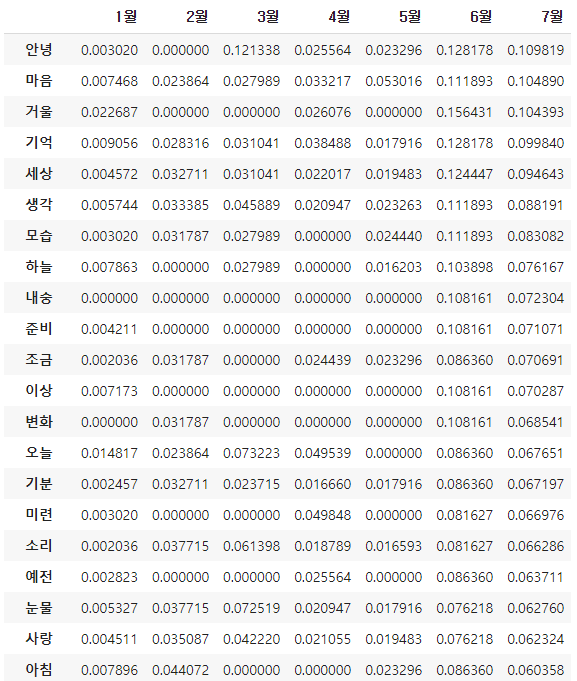 1월 2월 3월 4월 5월 6월 7월
안녕 0.003020 0.000000 0.121338 0.025564 0.023296 0.128178 0.109819
마음 0.007468 0.023864 0.027989 0.033217 0.053016 0.111893 0.104890
거울 0.022687 0.000000 0.000000 0.026076 0.000000 0.156431 0.104393
기억 0.009056 0.028316 0.031041 0.038488 0.017916 0.128178 0.099840
세상 0.004572 0.032711 0.031041 0.022017 0.019483 0.124447 0.094643
생각 0.005744 0.033385 0.045889 0.020947 0.023263 0.111893 0.088191
모습 0.003020 0.031787 0.027989 0.000000 0.024440 0.111893 0.083082
하늘 0.007863 0.000000 0.027989 0.000000 0.016203 0.103898 0.076167
내숭 0.000000 0.000000 0.000000 0.000000 0.000000 0.108161 0.072304
준비 0.004211 0.000000 0.000000 0.000000 0.000000 0.108161 0.071071
조금 0.002036 0.031787 0.000000 0.024439 0.023296 0.086360 0.070691
이상 0.007173 0.000000 0.000000 0.000000 0.000000 0.108161 0.070287
변화 0.000000 0.031787 0.000000 0.000000 0.000000 0.108161 0.068541
오늘 0.014817 0.023864 0.073223 0.049539 0.000000 0.086360 0.067651
기분 0.002457 0.032711 0.023715 0.016660 0.017916 0.086360 0.067197
미련 0.003020 0.000000 0.000000 0.049848 0.000000 0.081627 0.066976
소리 0.002036 0.037715 0.061398 0.018789 0.016593 0.081627 0.066286
예전 0.002823 0.000000 0.000000 0.025564 0.000000 0.086360 0.063711
눈물 0.005327 0.037715 0.072519 0.020947 0.017916 0.076218 0.062760
사랑 0.004511 0.035087 0.042220 0.021055 0.019483 0.076218 0.062324
아침 0.007896 0.044072 0.000000 0.000000 0.023296 0.086360 0.060358